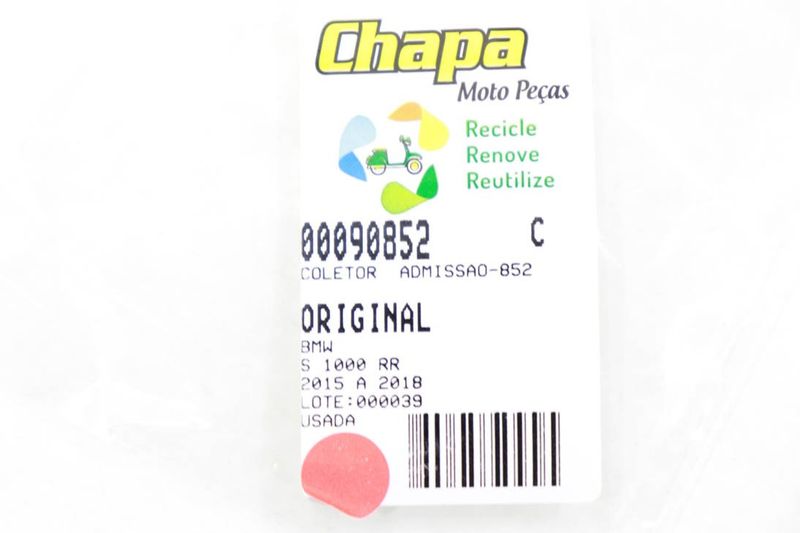 Chapa
Moto Peças
Recicle
Renove
Reutilize
00090852 C
COLETOR ADMISSAO-852
ORIGINAL
BMW
S 1000 RR
2015 A 2018
LOTE:000039
USADA